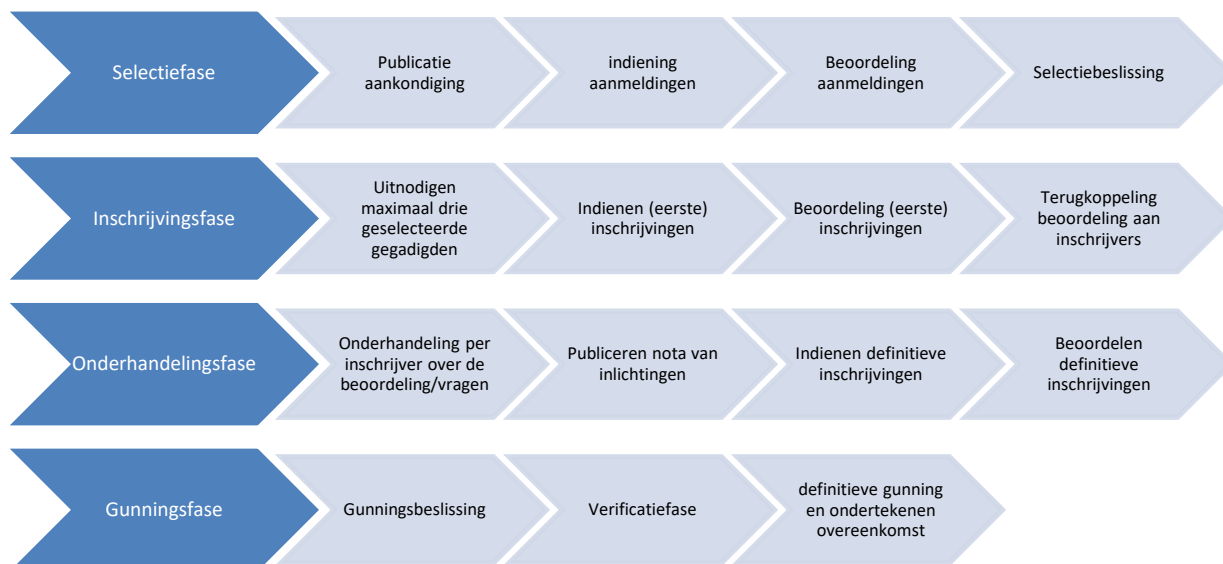 Selectiefase
Publicatie
aankondiging
indiening
aanmeldingen
Beoordeling
aanmeldingen
Selectiebeslissing
Inschrijvingsfase
Uitnodigen
maximaal drie
geselecteerde
gegadigden
Indienen (eerste)
inschrijvingen
Beoordeling (eerste)
inschrijvingen
Terugkoppeling
beoordeling aan
inschrijvers
Onderhandelingsfase
Onderhandeling per
inschrijver over de
beoordeling/vragen
Publiceren nota van
inlichtingen
Indienen definitieve
inschrijvingen
Beoordelen
definitieve
inschrijvingen
Gunningsfase
Gunningsbeslissing
Verificatiefase
definitieve gunning
en ondertekenen
overeenkomst